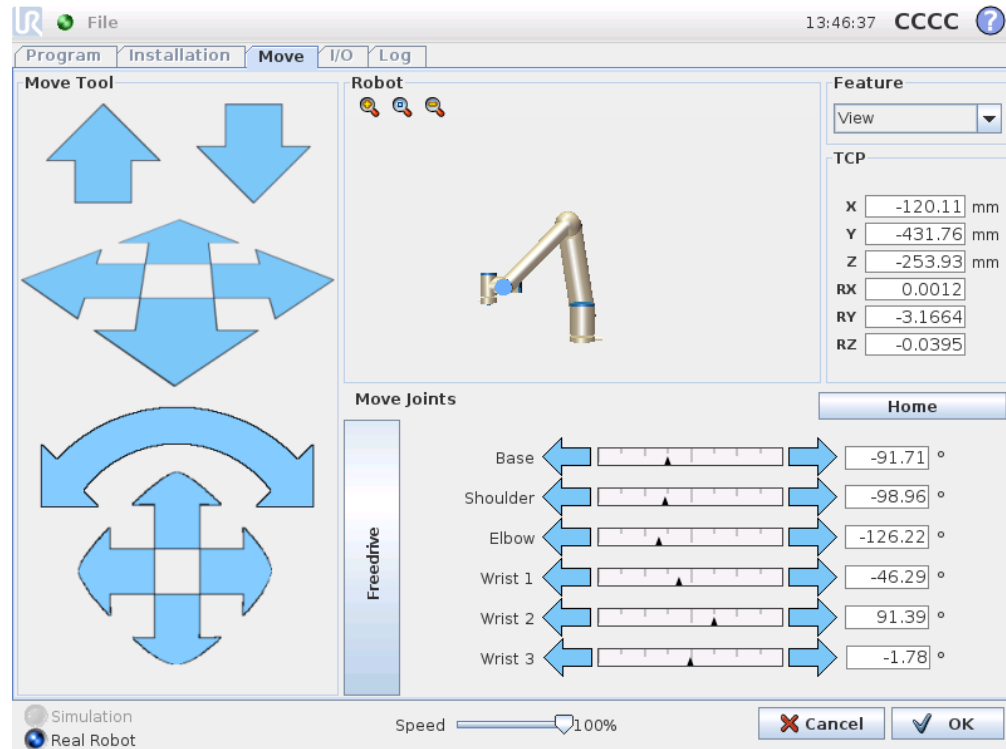 UR File 13:46:37 CCCC ?
Program Installation Move I/O Log
Move Tool
Robot
Feature
View
TCP
X -120.11 mm
Y -431.76 mm
Z -253.93 mm
RX 0.0012
RY -3.1664
RZ -0.0395
Move Joints
Home
Freedrive
Base -91.71 °
Shoulder -98.96 °
Elbow -126.22 °
Wrist 1 -46.29 °
Wrist 2 91.39 °
Wrist 3 -1.78 °
Simulation
Real Robot
Speed 100%
Cancel OK